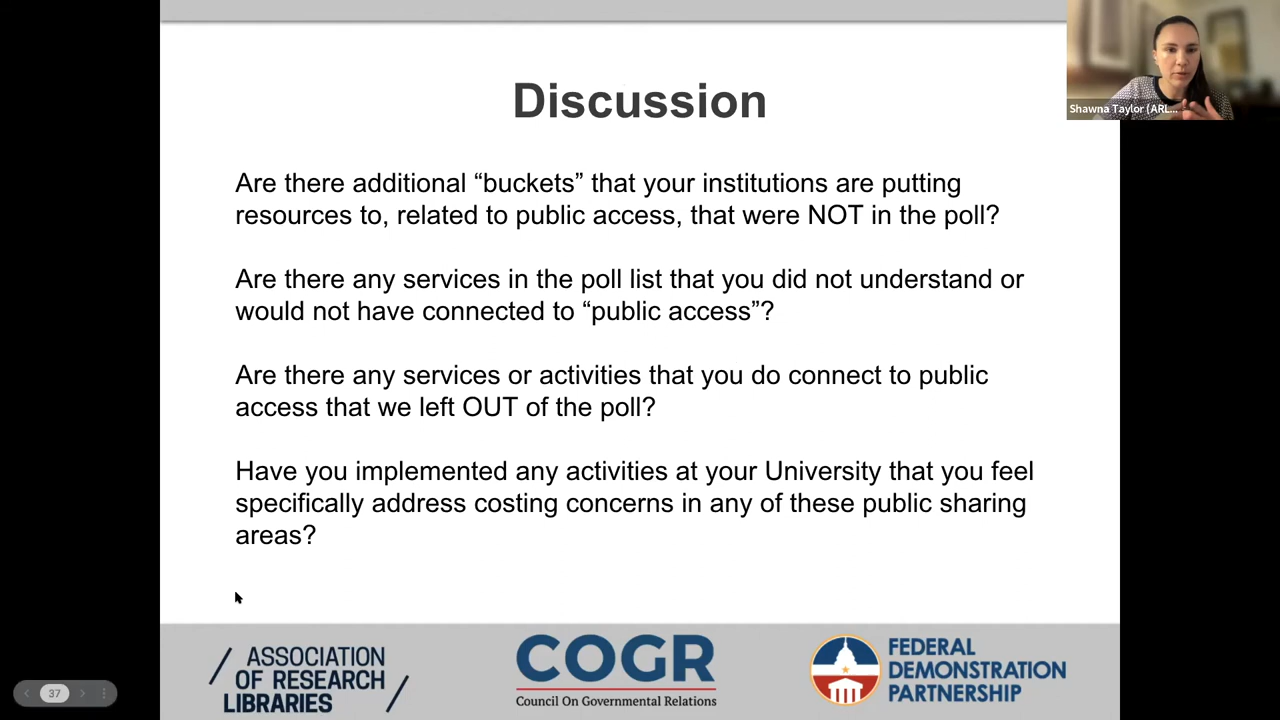 Discussion
Shawna Taylor (ARL...
Are there additional “buckets” that your institutions are putting
resources to, related to public access, that were NOT in the poll?
Are there any services in the poll list that you did not understand or
would not have connected to “public access”?
Are there any services or activities that you do connect to public
access that we left OUT of the poll?
Have you implemented any activities at your University that you feel
specifically address costing concerns in any of these public sharing
areas?
37
ASSOCIATION
OF RESEARCH
LIBRARIES
COGR
Council On Governmental Relations
FEDERAL
DEMONSTRATION
PARTNERSHIP